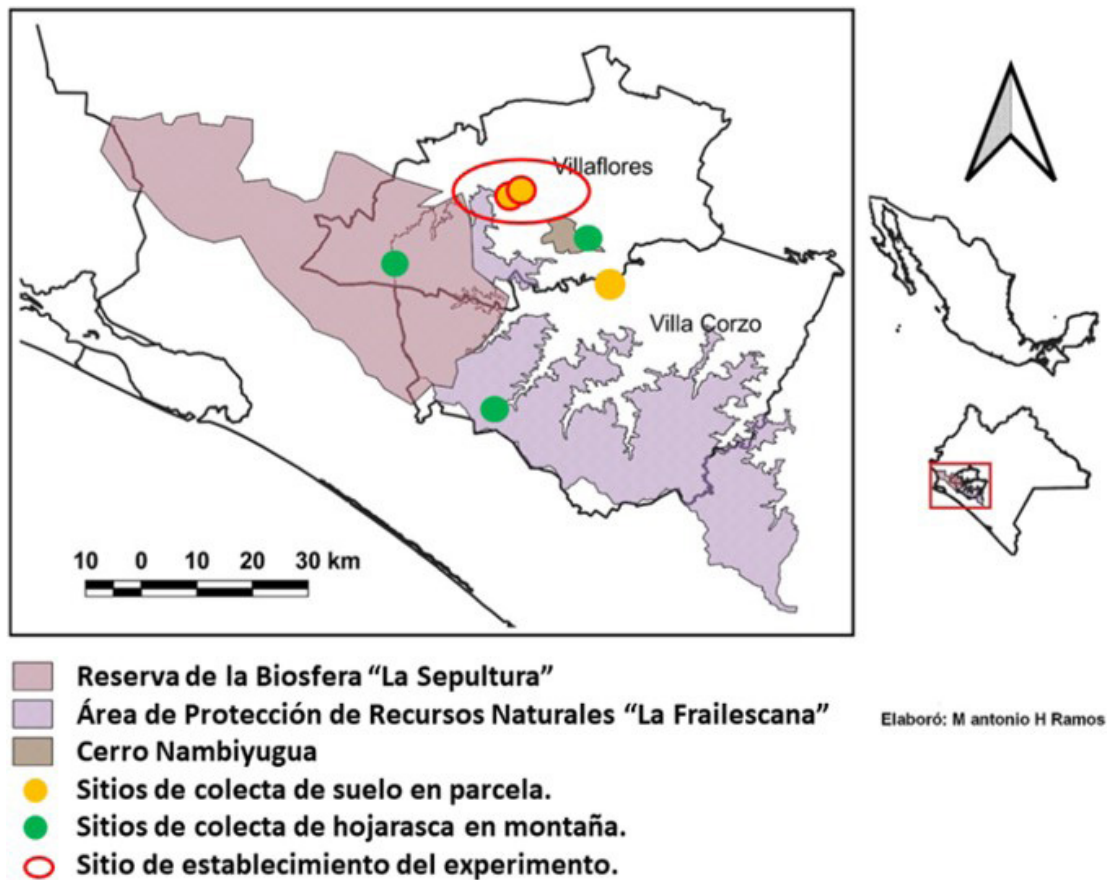 Villaflores
Villa Corzo
10 0 10 20 30 km
Reserva de la Biosfera “La Sepultura”
Área de Protección de Recursos Naturales “La Frailescana”
Elaboró: M antonio H Ramos
Cerro Nambiyugua
Sitios de colecta de suelo en parcela.
Sitios de colecta de hojarasca en montaña.
Sitio de establecimiento del experimento.